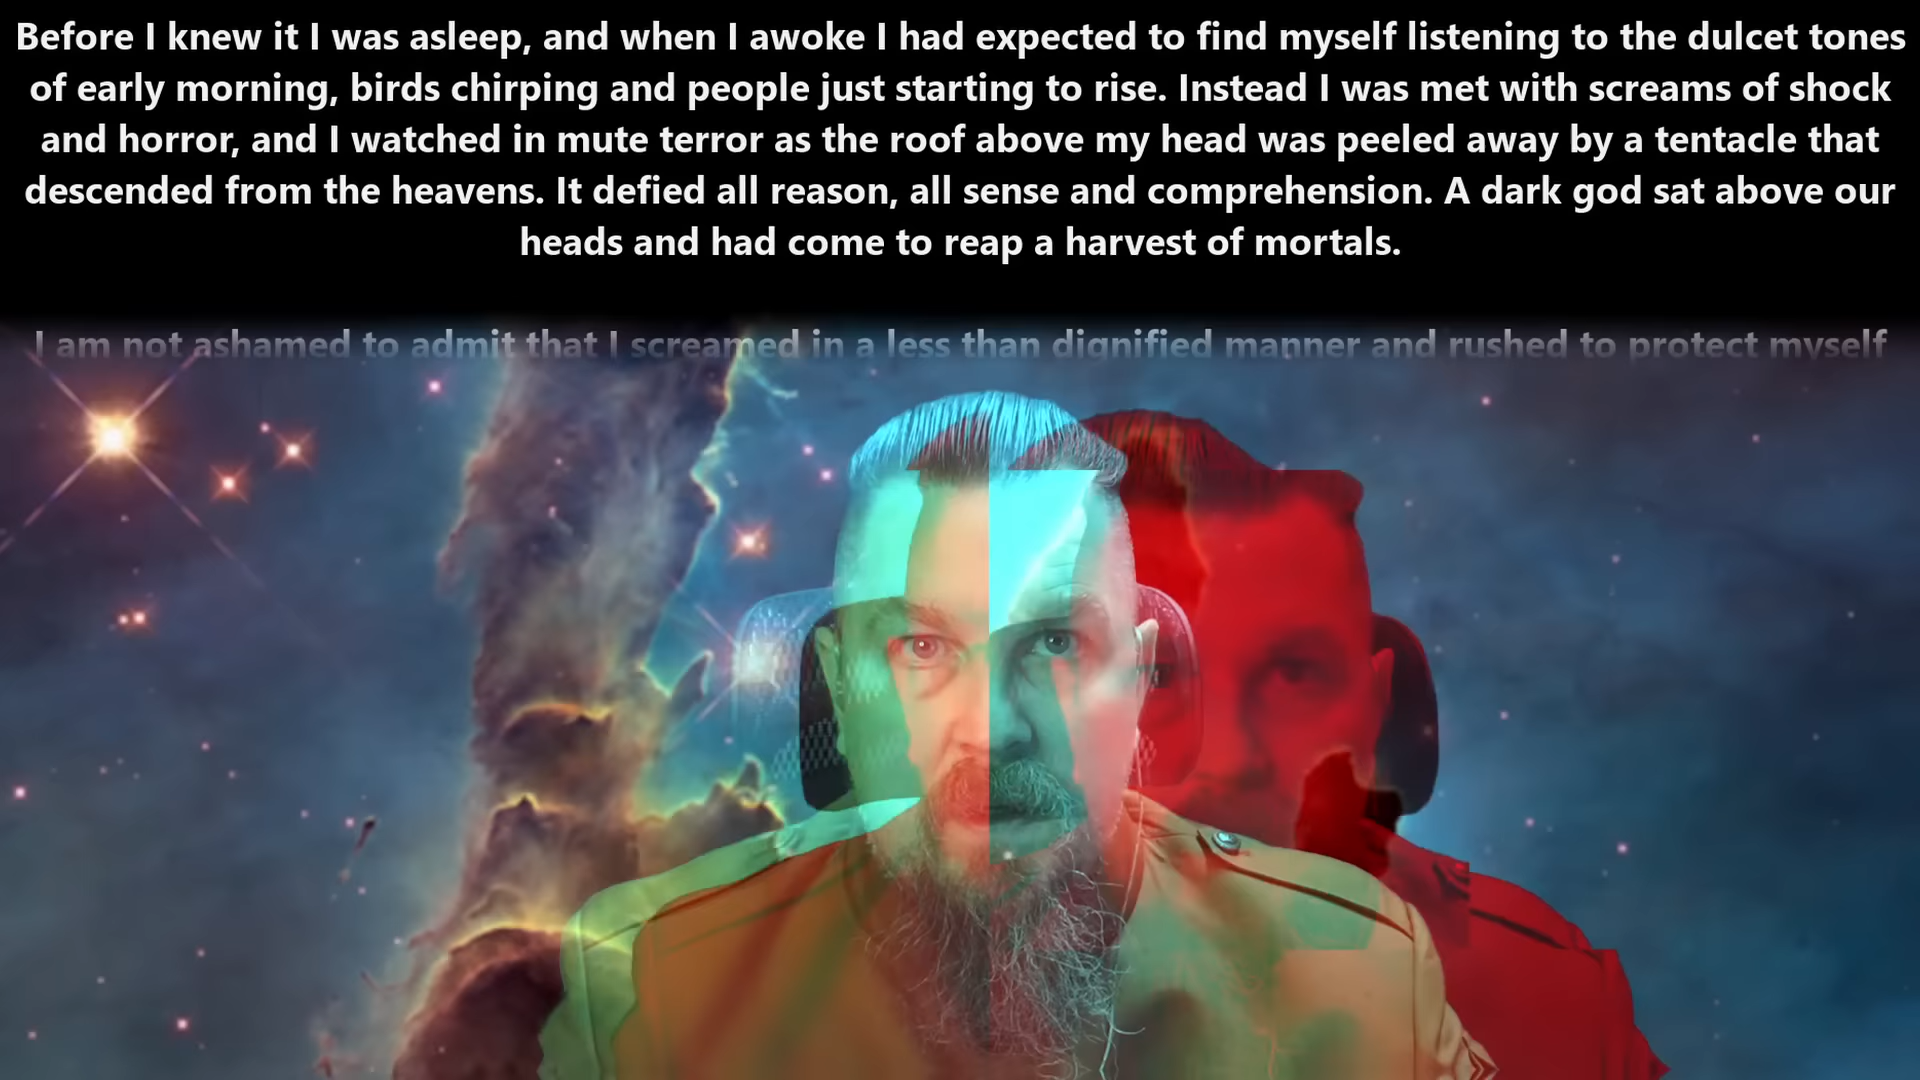 Before I knew it I was asleep, and when I awoke I had expected to find myself listening to the dulcet tones
of early morning, birds chirping and people just starting to rise. Instead I was met with screams of shock
and horror, and I watched in mute terror as the roof above my head was peeled away by a tentacle that
descended from the heavens. It defied all reason, all sense and comprehension. A dark god sat above our
heads and had come to reap a harvest of mortals.
I am not ashamed to admit that I screamed in a less than dignified manner and rushed to protect myself